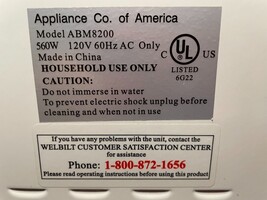 Appliance Co. of America
Model ABM8200
560W 120V 60Hz AC Only
Made in China
HOUSEHOLD USE ONLY
CAUTION:
Do not immerse in water
To prevent electric shock unplug before
cleaning and when not in use
C UL US
®
LISTED
6G22
If you have any problems with the unit, contact the
WELBILT CUSTOMER SATISFACTION CENTER
for assistance
Phone: 1-800-872-1656
Please read operating instructions before using this product